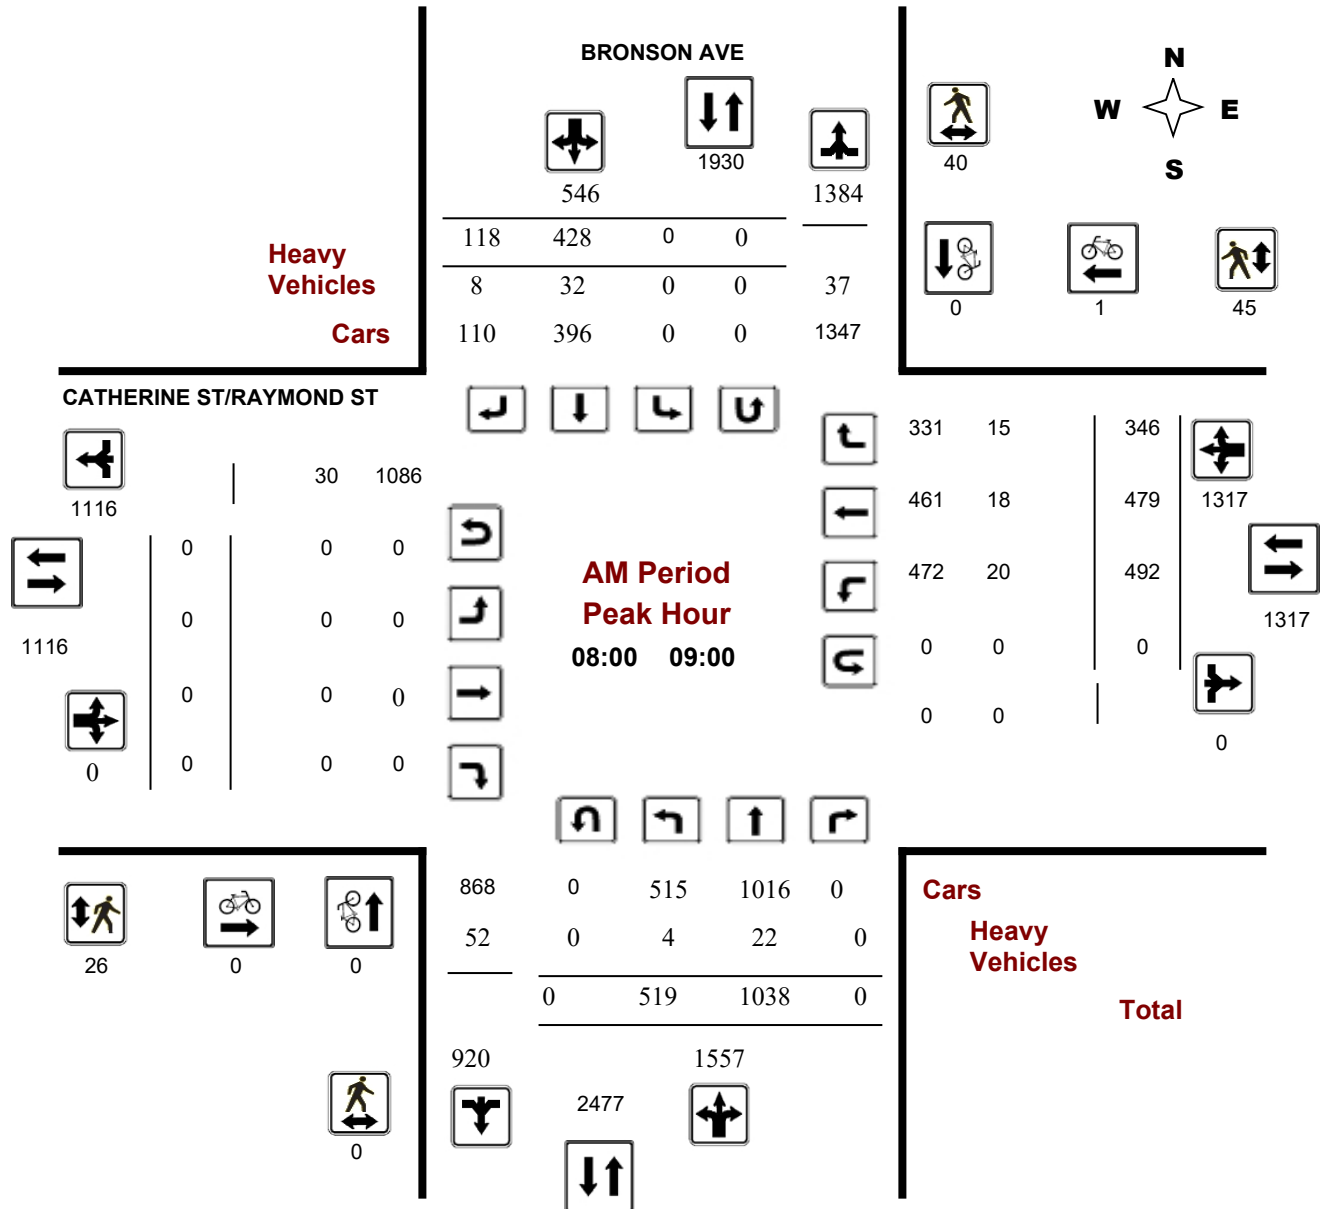 BRONSON AVE
N
W E
S
1930
40
546
1384
118 428 0 0
Heavy
Vehicles
8 32 0 0 37
0 1 45
Cars
110 396 0 0 1347
CATHERINE ST/RAYMOND ST
331 15 346
30 1086
1116
461 18 479 1317
0 0 0
AM Period
472 20 492
Peak Hour
0 0 0
1317
1116
08:00 09:00
0 0 0
0 0 0
0 0
0
0 0 0 0
868 0 515 1016 0
Cars
52 0 4 22 0
Heavy
Vehicles
26 0 0
0 519 1038 0
Total
920 1557
2477
0